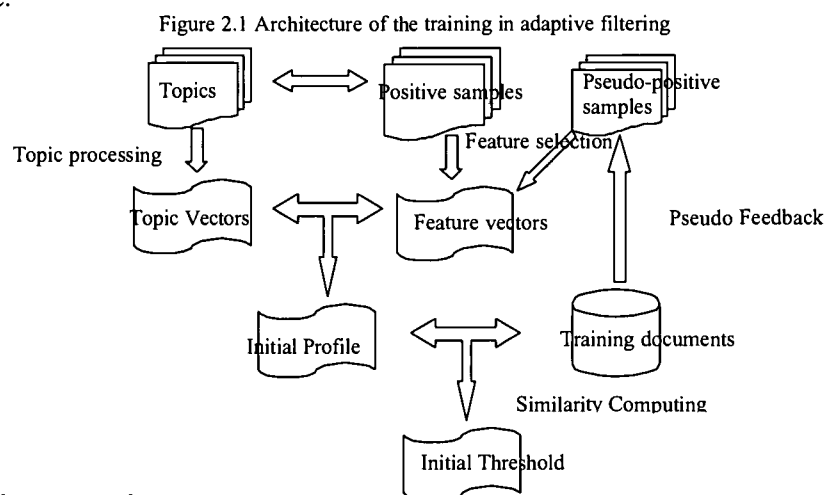 Figure 2.1 Architecture of the training in adaptive filtering
Topics
Positive samples
Pseudo-positive
samples
Feature selection
Topic processing
Topic Vectors
Feature vectors
Pseudo Feedback
Initial Profile
Training documents
Similarity Computing
Initial Threshold